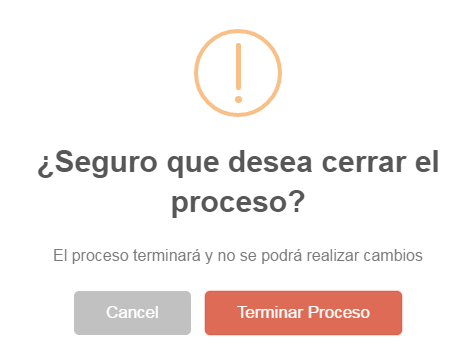 ¿Seguro que desea cerrar el
proceso?
El proceso terminará y no se podrá realizar cambios
Cancel
Terminar Proceso